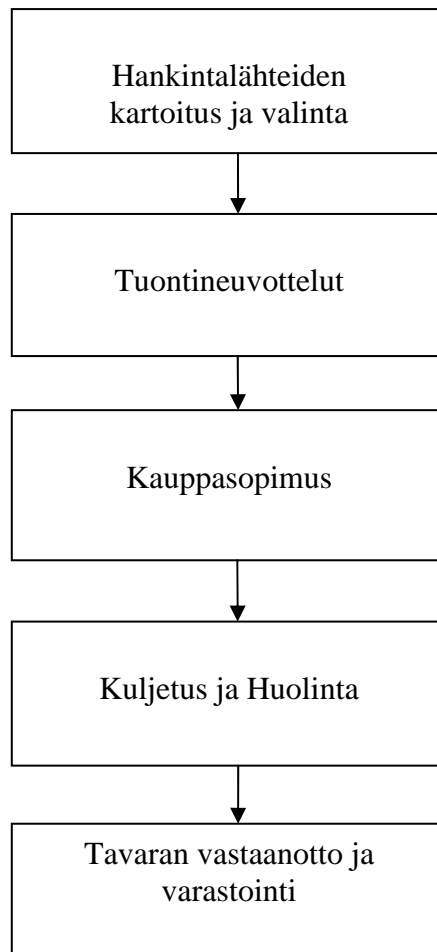 Hankintalähteiden
kartoitus ja valinta
Tuontineuvottelut
Kauppasopimus
Kuljetus ja Huolinta
Tavaran vastaanotto ja
varastointi